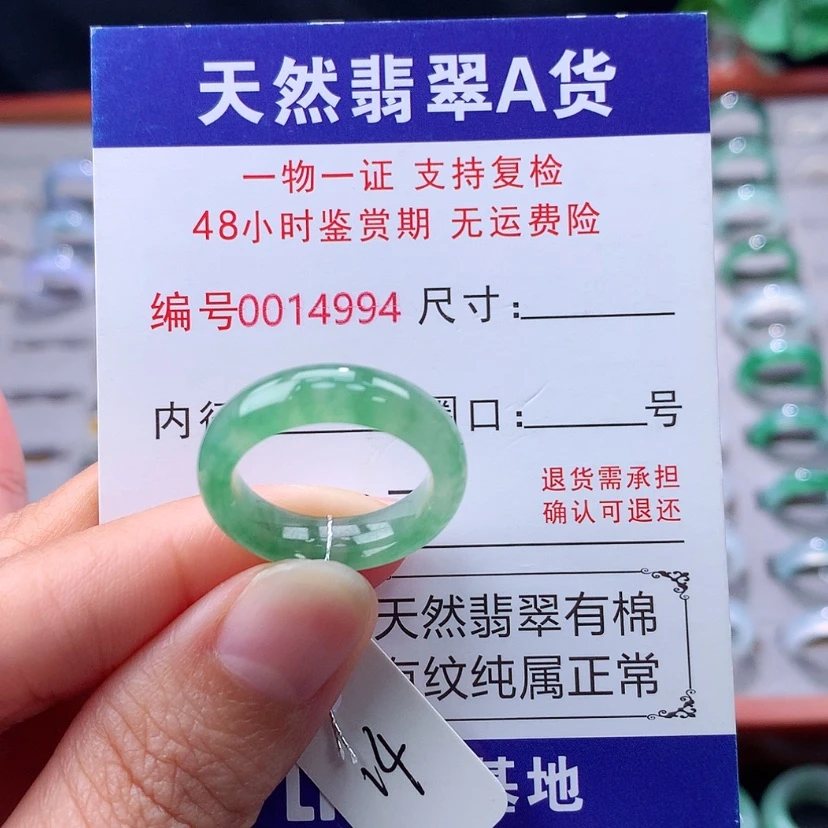 天然翡翠A货
一物一证 支持复检
48小时鉴赏期 无运费险
编号0014994 尺寸:
内径 圈口: 号
退货需承担
确认可退还
天然翡翠有棉
有纹纯属正常
基地